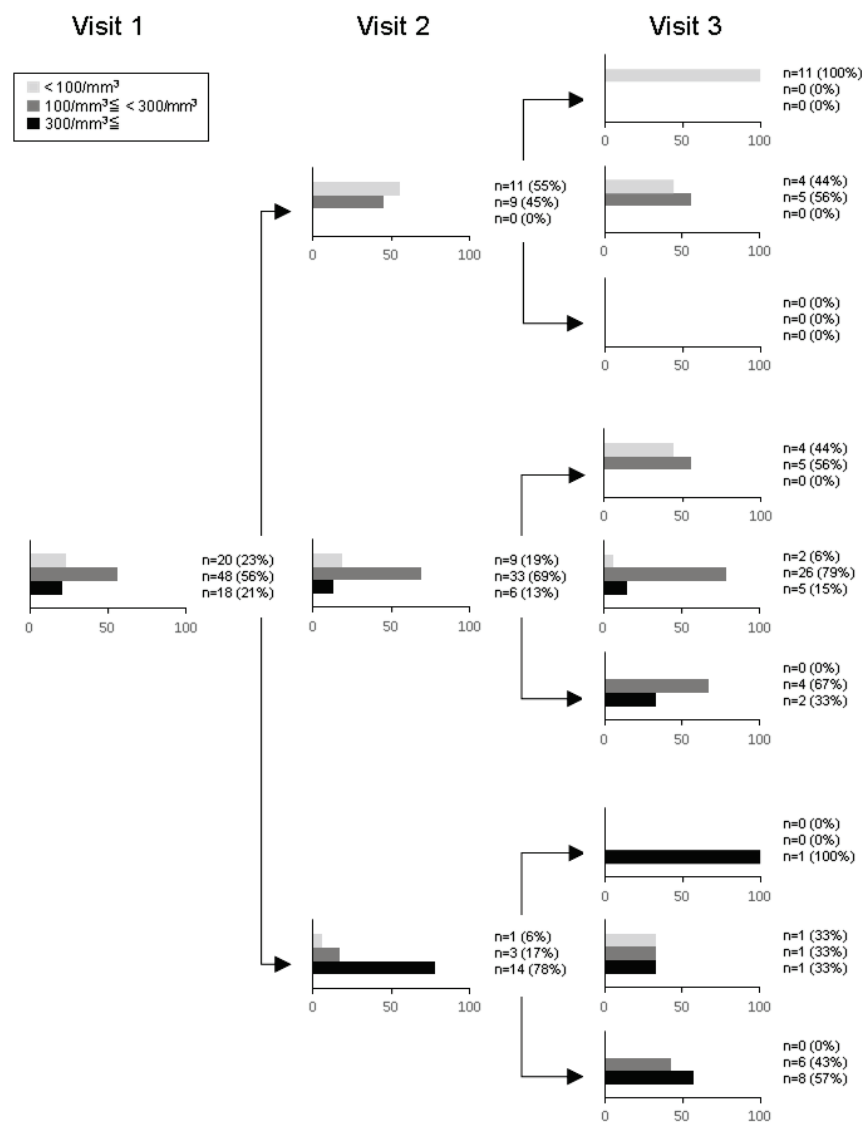 Visit 1
Visit 2
Visit 3
< 100/mm³
100/mm³≦ < 300/mm³
300/mm³≦
n=11 (100%)
n=0 (0%)
n=0 (0%)
0 50 100
n=11 (55%)
n=9 (45%)
n=0 (0%)
0 50 100
n=4 (44%)
n=5 (56%)
n=0 (0%)
0 50 100
n=0 (0%)
n=0 (0%)
n=0 (0%)
0 50 100
n=4 (44%)
n=5 (56%)
n=0 (0%)
0 50 100
n=20 (23%)
n=48 (56%)
n=18 (21%)
0 50 100
n=9 (19%)
n=33 (69%)
n=6 (13%)
0 50 100
n=2 (6%)
n=26 (79%)
n=5 (15%)
0 50 100
n=0 (0%)
n=4 (67%)
n=2 (33%)
0 50 100
n=0 (0%)
n=0 (0%)
n=1 (100%)
0 50 100
n=1 (6%)
n=3 (17%)
n=14 (78%)
0 50 100
n=1 (33%)
n=1 (33%)
n=1 (33%)
0 50 100
n=0 (0%)
n=6 (43%)
n=8 (57%)
0 50 100